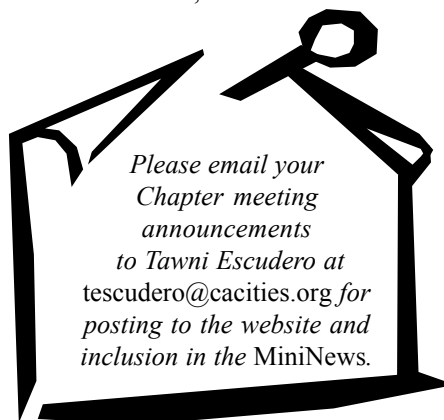 Please email your
Chapter meeting
announcements
to Tawni Escudero at
tescudero@cacities.org for
posting to the website and
inclusion in the MiniNews.